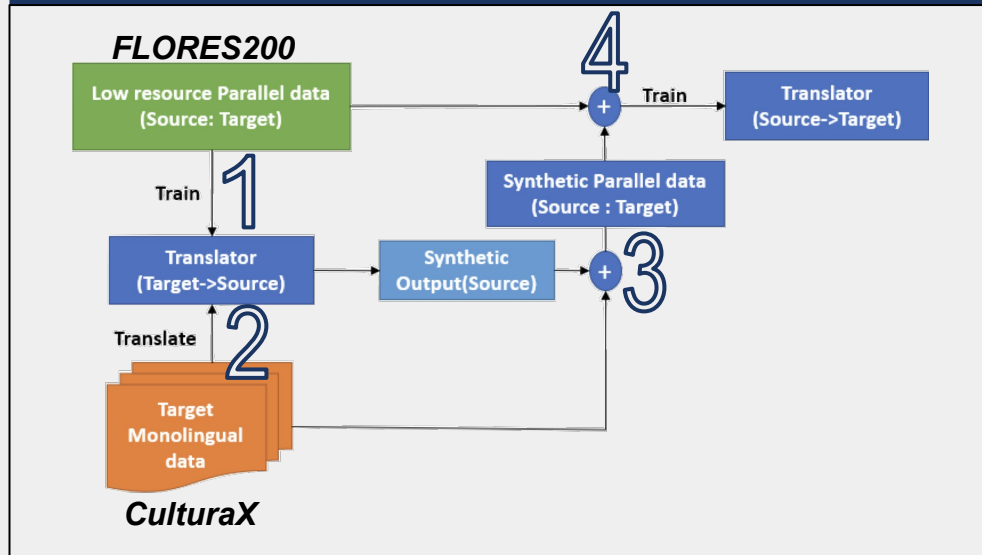 FLORES200
Low resource Parallel data
(Source: Target)
4
+
Train
Translator
(Source->Target)
Train
1
Synthetic Parallel data
(Source : Target)
Translator
(Target->Source)
Synthetic
Output(Source)
+
3
Translate
2
Target
Monolingual
data
CulturaX